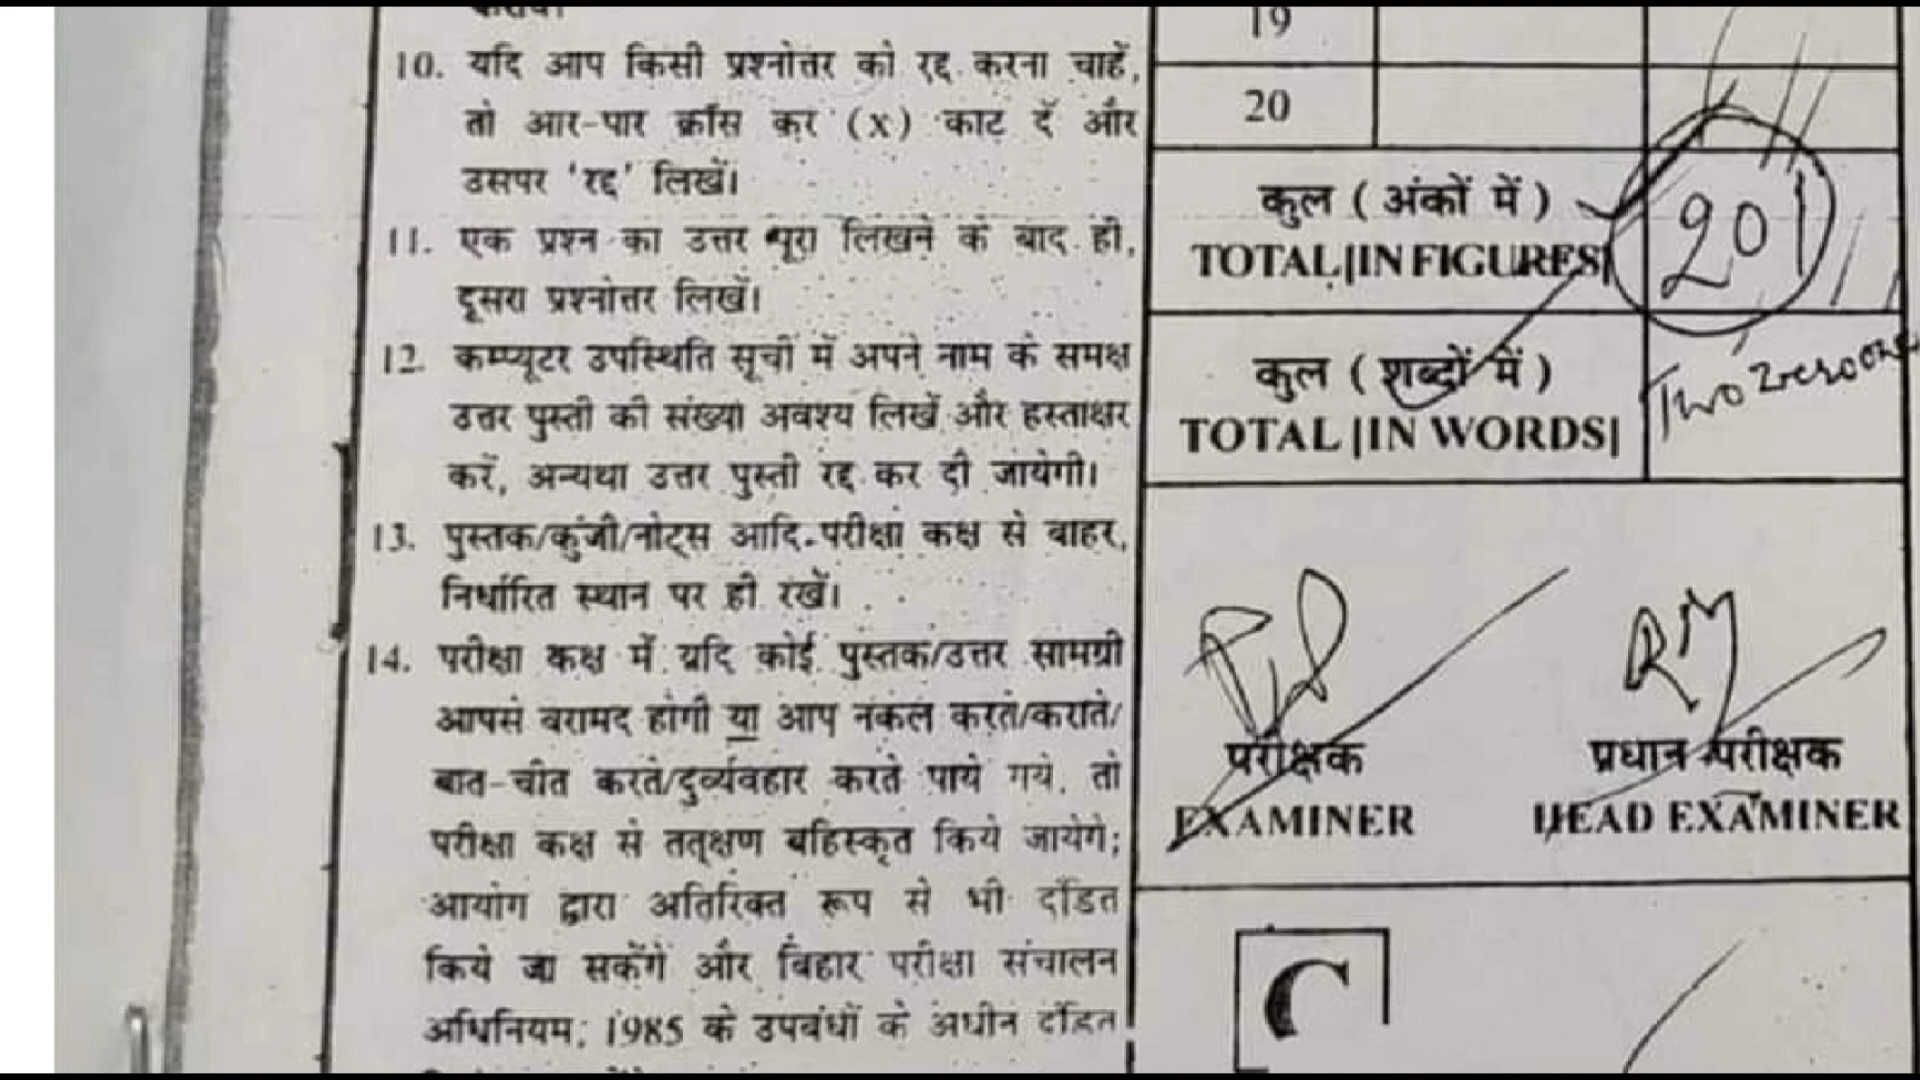 10. यदि आप किसी प्रश्नोत्तर को रद्द करना चाहें,
तो आर-पार क्रॉस कर (x) काट दें और
उसपर 'रद्द' लिखें।
11. एक प्रश्न का उत्तर पूरा लिखने के बाद ही,
दूसरा प्रश्नोत्तर लिखें।
12. कम्प्यूटर उपस्थिति सूची में अपने नाम के समक्ष
उत्तर पुस्ती की संख्या अवश्य लिखें और हस्ताक्षर
करें, अन्यथा उत्तर पुस्ती रद्द कर दी जायेगी।
13. पुस्तक/कुंजी/नोट्स आदि-परीक्षा कक्ष से बाहर,
निर्धारित स्थान पर ही रखें।
14. परीक्षा कक्ष में यदि कोई पुस्तक/उत्तर सामग्री
आपसे बरामद होगी या आप नकल करते/कराते/
बात-चीत करते/दुर्व्यवहार करते पाये गये, तो
परीक्षा कक्ष से तत्क्षण बहिस्कृत किये जायेगे;
आयोग द्वारा अतिरिक्त रूप से भी दंडित
किये जा सकेंगें और बिहार परीक्षा संचालन
अधिनियम; 1985 के उपबंधों के अधीन दंडित
19
20
कुल ( अंकों में )
TOTAL |IN FIGURES|
201
कुल ( शब्दों में )
TOTAL |IN WORDS|
Two zero one
परीक्षक
EXAMINER
प्रधान परीक्षक
HEAD EXAMINER
C